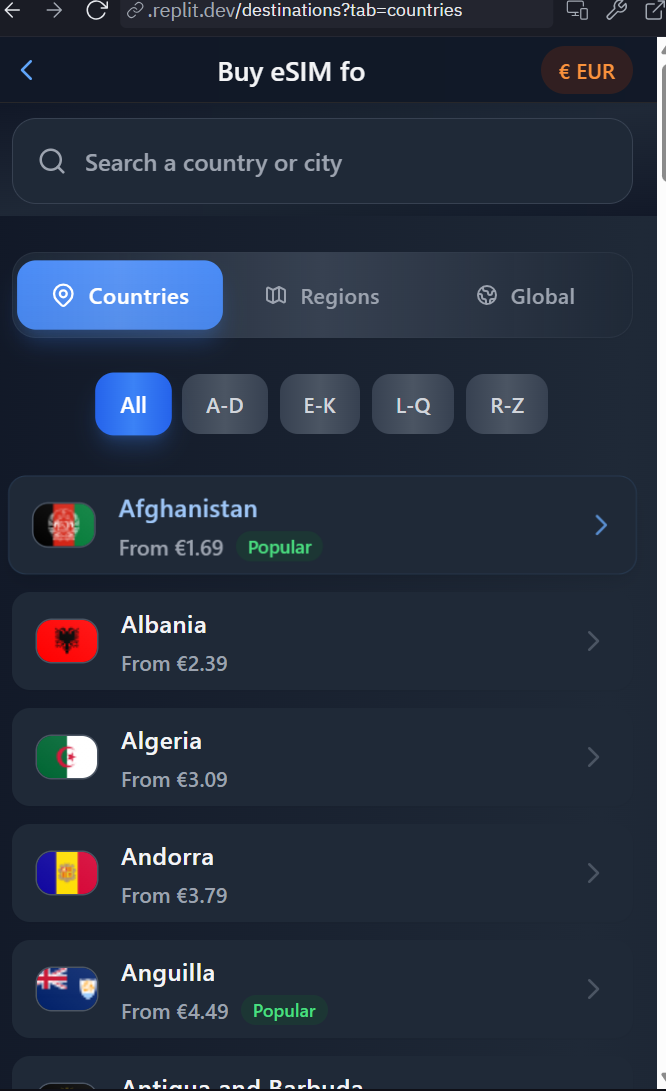 .replit.dev/destinations?tab=countries
Buy eSIM fo
€ EUR
Search a country or city
Countries
Regions
Global
All
A-D
E-K
L-Q
R-Z
Afghanistan
From €1.69
Popular
Albania
From €2.39
Algeria
From €3.09
Andorra
From €3.79
Anguilla
From €4.49
Popular
Antigua and Barbuda